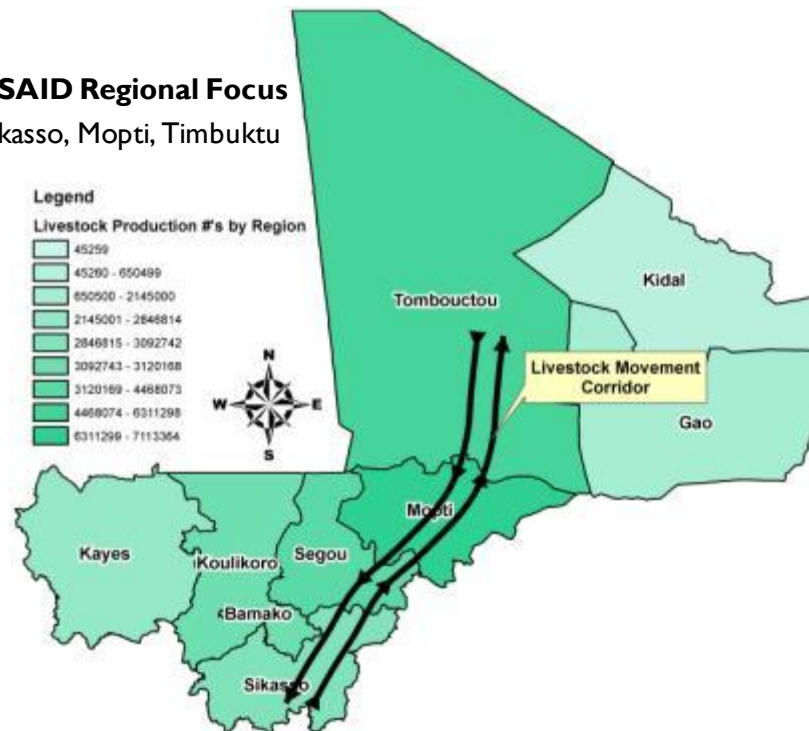 SAID Regional Focus
kasso, Mopti, Timbuktu
Legend
Livestock Production #'s by Region
45259
45260 - 650499
650500 - 2145000
2145001 - 2846814
2846815 - 3092742
3092743 - 3120168
3120169 - 4468073
4468074 - 6311298
6311299 - 7113364
N
W
E
S
Tombouctou
Kidal
Livestock Movement
Corridor
Gao
Mopti
Kayes
Koulikoro
Segou
Bamako
Sikasso